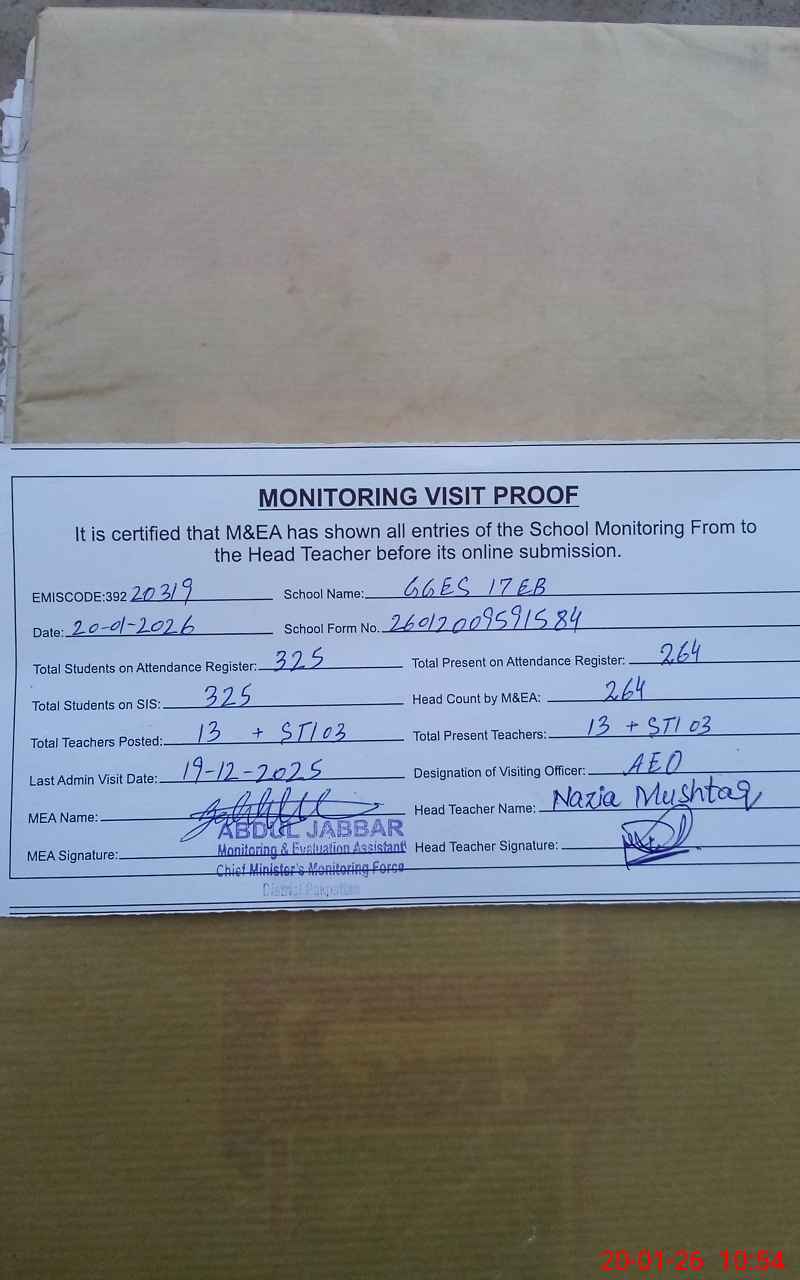 MONITORING VISIT PROOF
It is certified that M&EA has shown all entries of the School Monitoring From to
the Head Teacher before its online submission.
EMISCODE:392 20319 School Name: GGES 17EB
Date: 20-01-2026 School Form No. 26012009591584
Total Students on Attendance Register: 325 Total Present on Attendance Register: 264
Total Students on SIS: 325 Head Count by M&EA: 264
Total Teachers Posted: 13 + STI 03 Total Present Teachers: 13 + STI 03
Last Admin Visit Date: 19-12-2025 Designation of Visiting Officer: AEO
MEA Name: Head Teacher Name: Nazia Mushtaq
ABDUL JABBAR
MEA Signature: Monitoring & Evaluation Assistant Head Teacher Signature:
Chief Minister's Monitoring Force
District Pakpattan
20-01-26 10:54